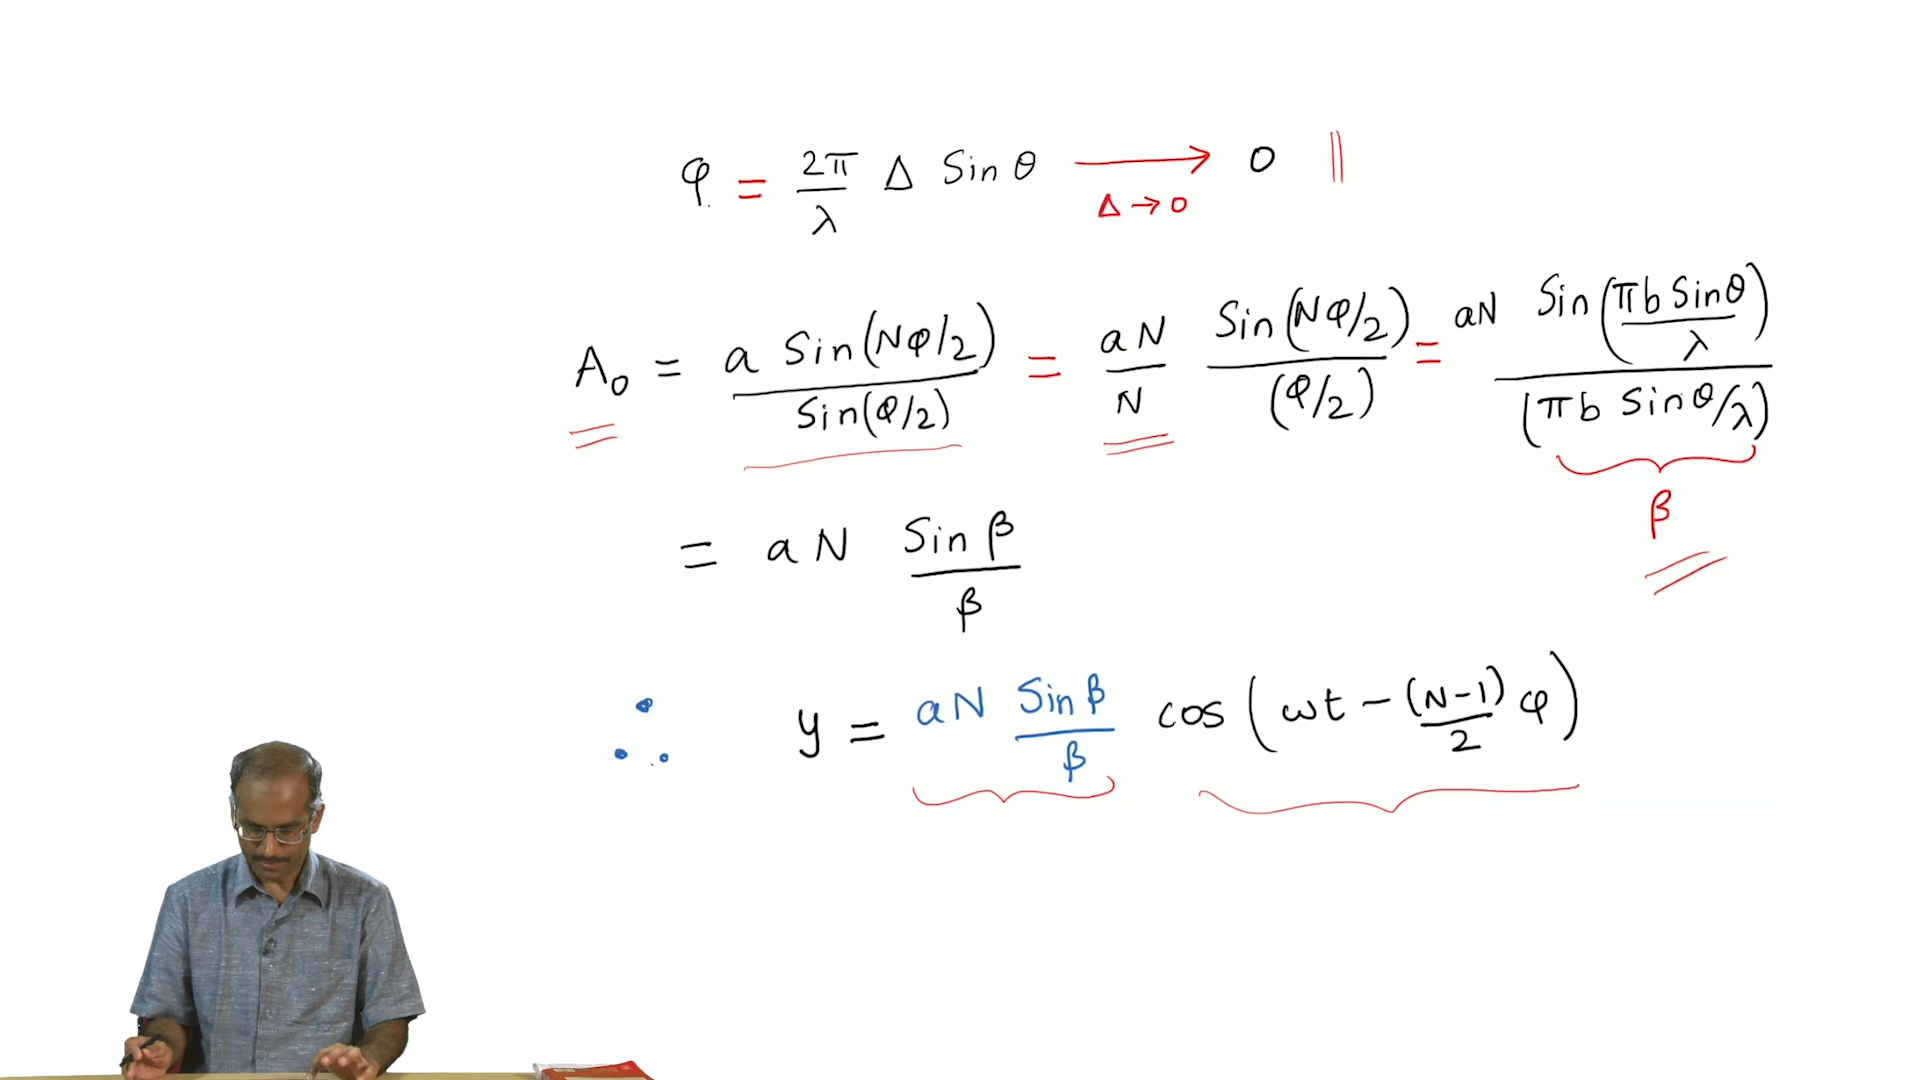 φ = 2π/λ Δ Sin θ → 0
Δ → 0
A₀ = a Sin(Nφ/2) / Sin(φ/2) = aN/N Sin(Nφ/2) / (φ/2) = aN Sin(πb Sinθ/λ) / (πb Sinθ/λ)
β
= aN Sin β / β
∴ y = aN Sin β / β cos(ωt − (N-1)/2 φ)